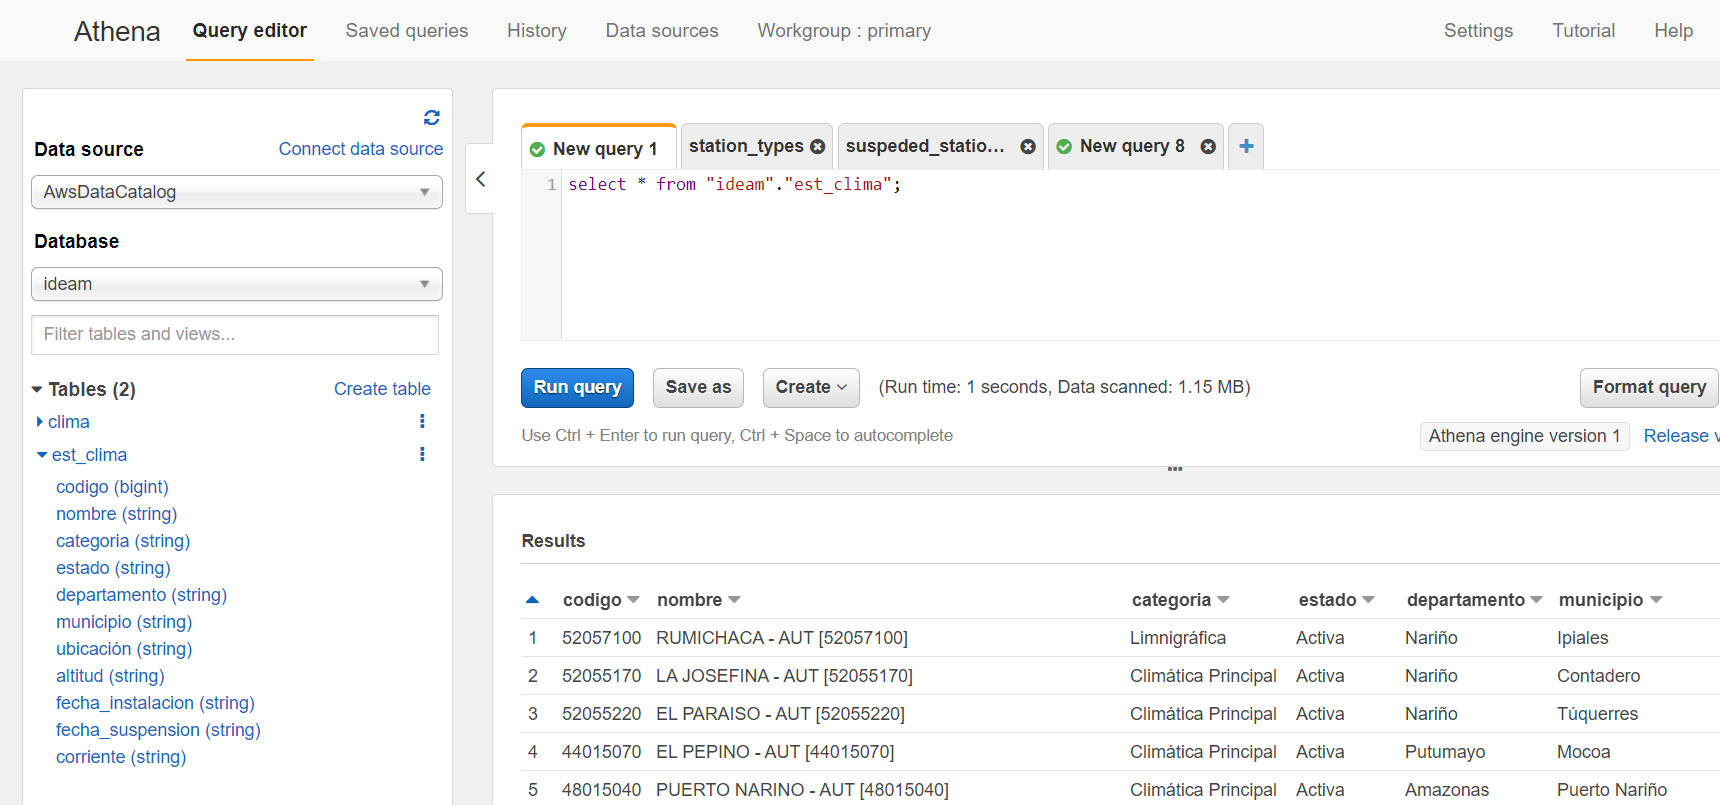 Athena Query editor Saved queries History Data sources Workgroup : primary Settings Tutorial Help
Data source Connect data source
AwsDataCatalog
Database
ideam
Filter tables and views...
Tables (2) Create table
clima
est_clima
codigo (bigint)
nombre (string)
categoria (string)
estado (string)
departamento (string)
municipio (string)
ubicación (string)
altitud (string)
fecha_instalacion (string)
fecha_suspension (string)
corriente (string)
New query 1 station_types suspeded_statio... New query 8 +
1 select * from "ideam"."est_clima";
Run query Save as Create (Run time: 1 seconds, Data scanned: 1.15 MB) Format query
Use Ctrl + Enter to run query, Ctrl + Space to autocomplete Athena engine version 1 Release v
Results
codigo nombre categoria estado departamento municipio
1 52057100 RUMICHACA - AUT [52057100] Limnigráfica Activa Nariño Ipiales
2 52055170 LA JOSEFINA - AUT [52055170] Climática Principal Activa Nariño Contadero
3 52055220 EL PARAISO - AUT [52055220] Climática Principal Activa Nariño Túquerres
4 44015070 EL PEPINO - AUT [44015070] Climática Principal Activa Putumayo Mocoa
5 48015040 PUERTO NARINO - AUT [48015040] Climática Principal Activa Amazonas Puerto Nariño